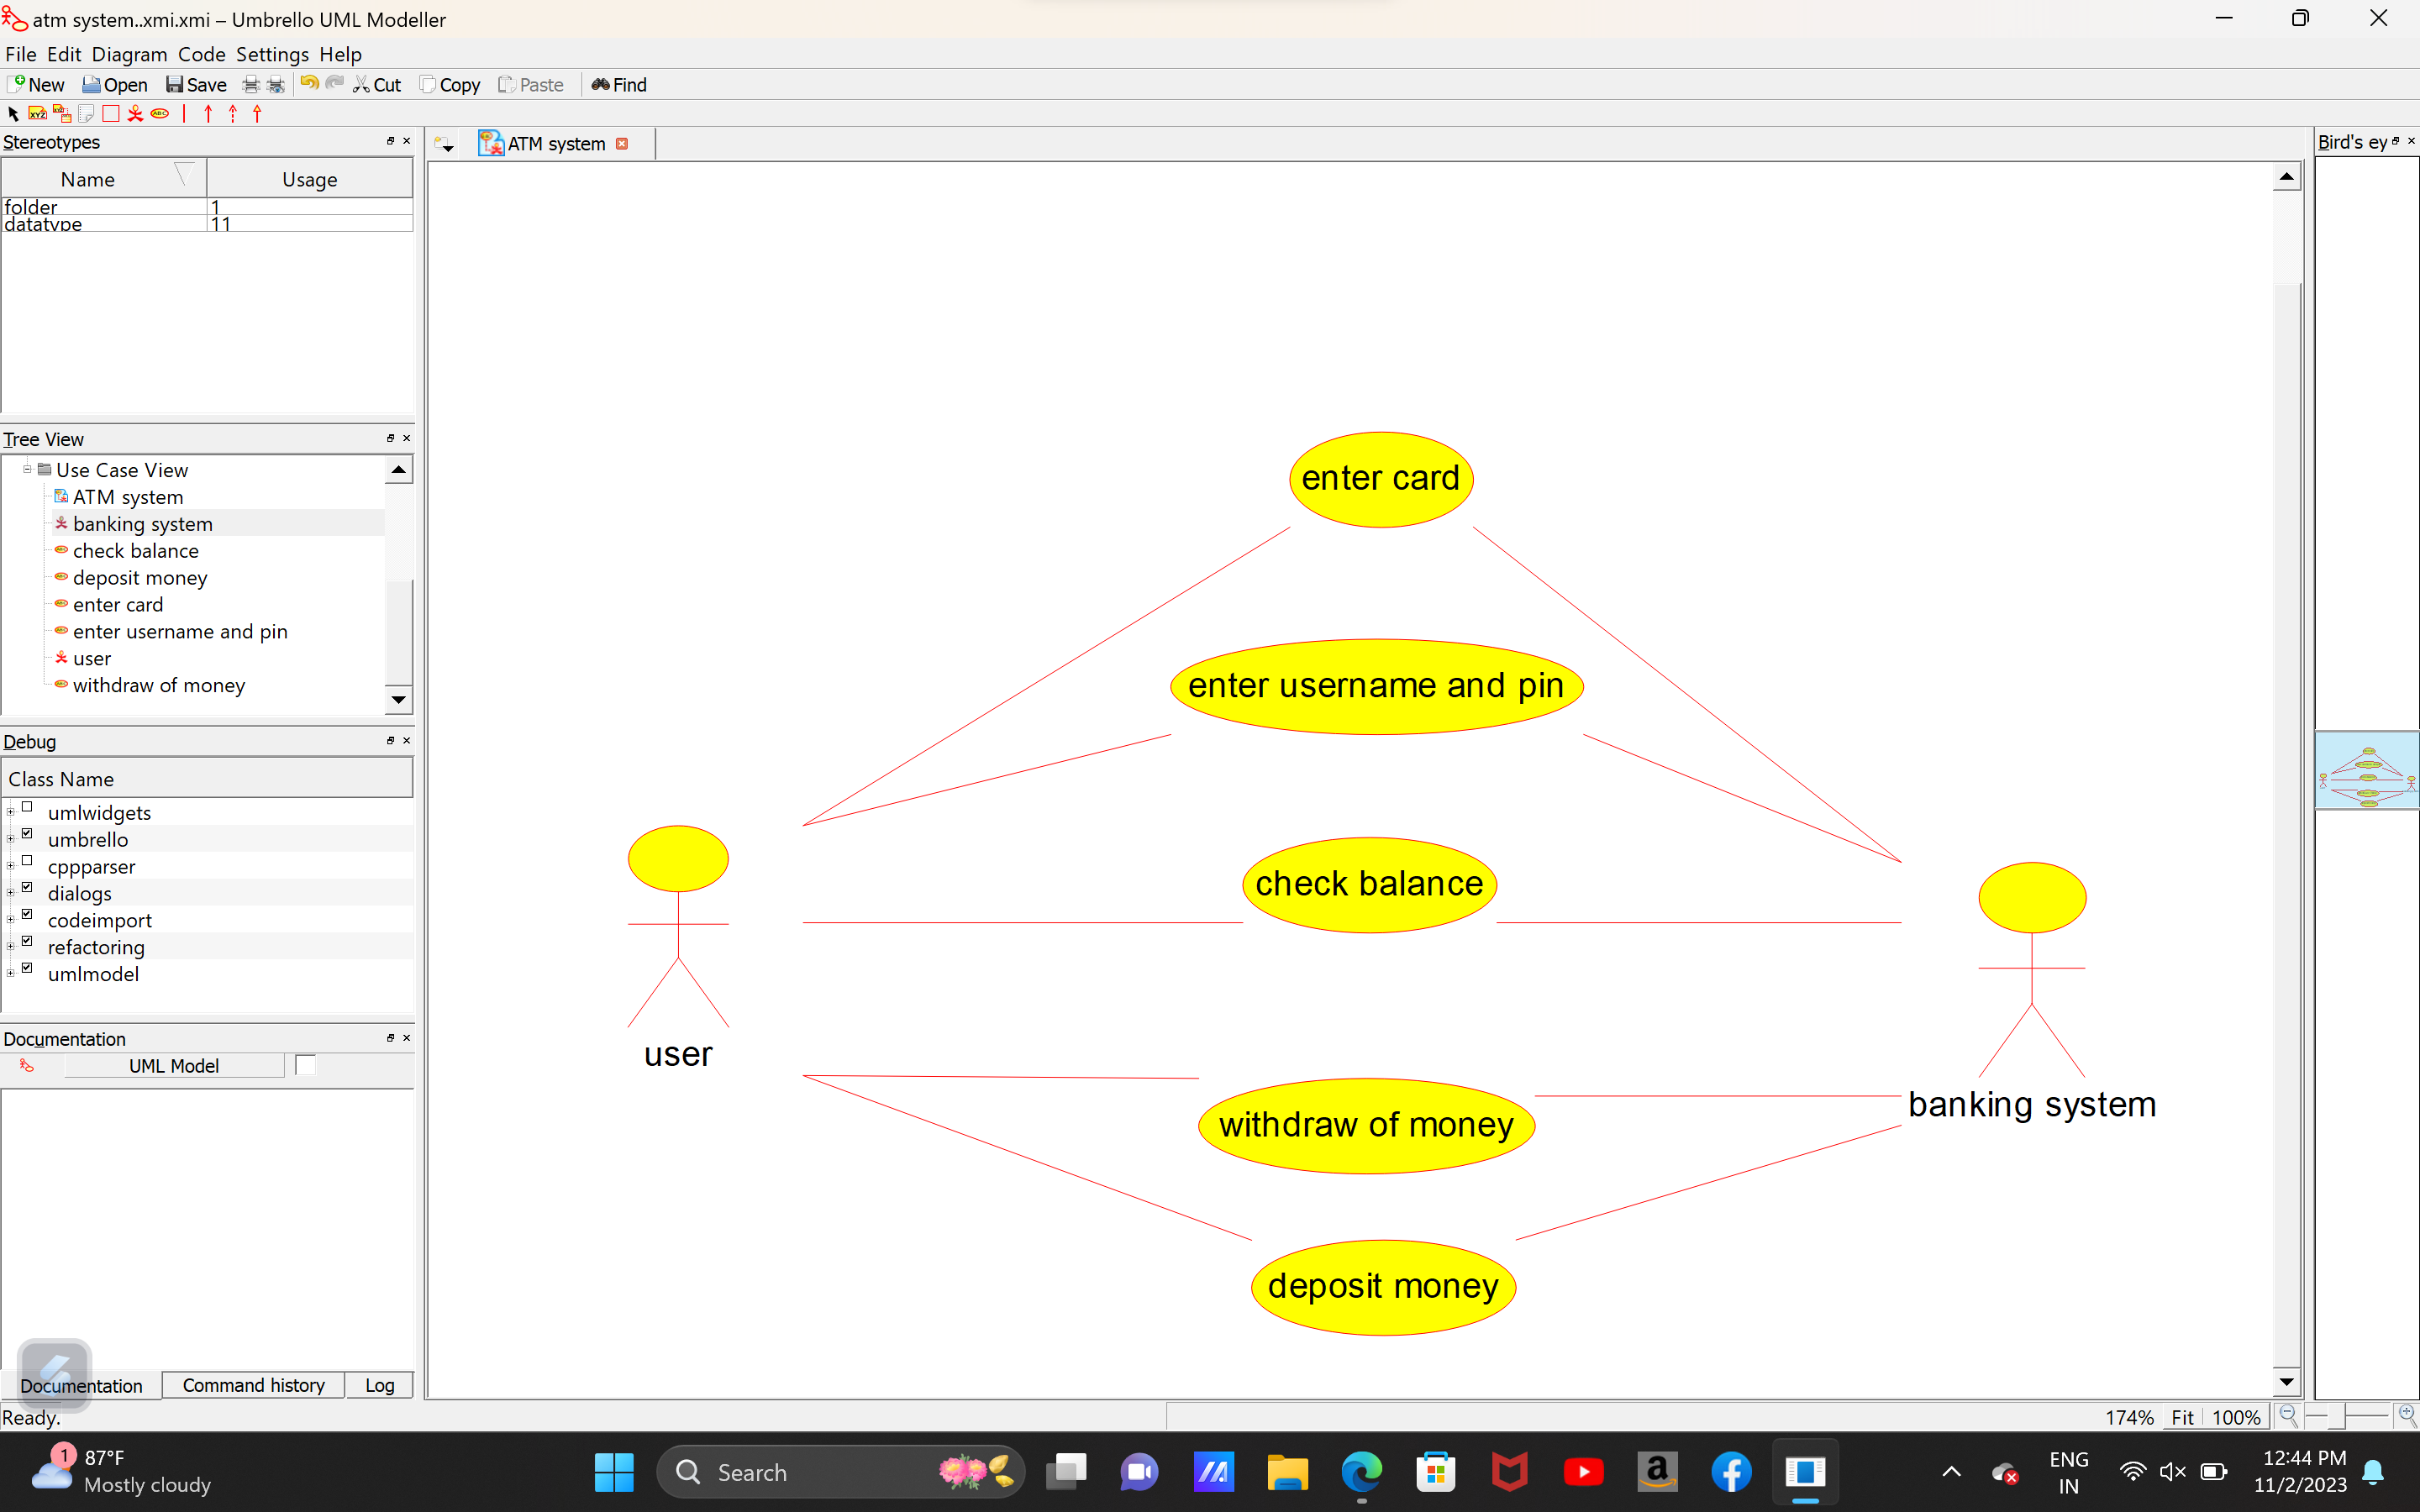 atm system..xmi.xmi – Umbrello UML Modeller
File Edit Diagram Code Settings Help
New Open Save Cut Copy Paste Find
Stereotypes
Name Usage
folder 1
datatype 11
Tree View
Use Case View
ATM system
banking system
check balance
deposit money
enter card
enter username and pin
user
withdraw of money
Debug
Class Name
umlwidgets
umbrello
cppparser
dialogs
codeimport
refactoring
umlmodel
Documentation
UML Model
Documentation Command history Log
Ready.
ATM system
enter card
enter username and pin
check balance
user
withdraw of money
banking system
deposit money
Bird's ey
174% Fit 100%
1
87°F
Mostly cloudy
Search
a
ENG
IN
12:44 PM
11/2/2023